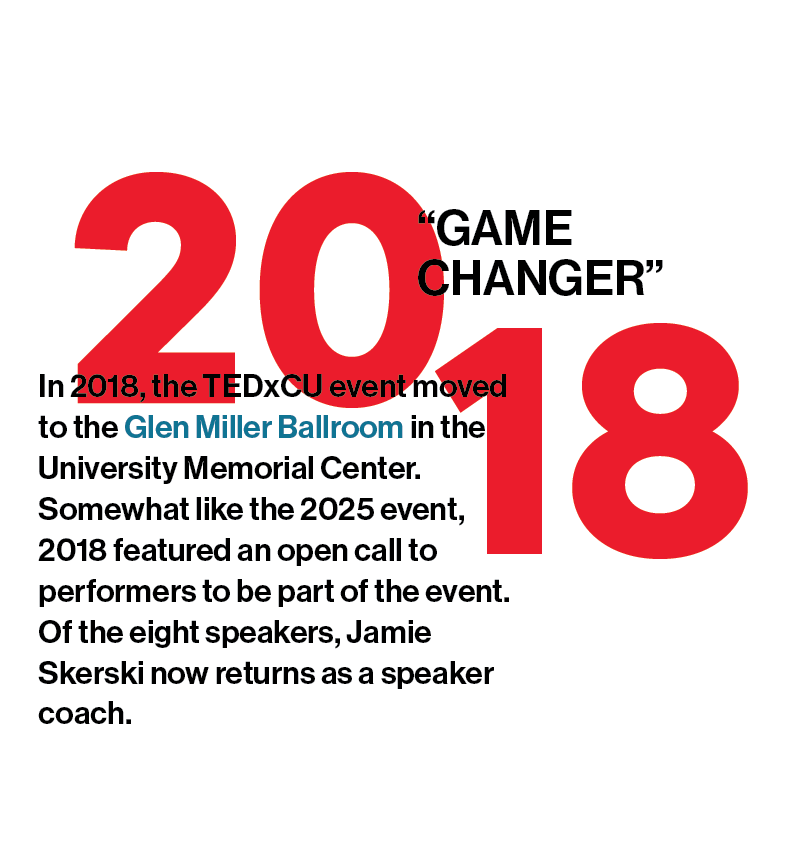 2018
“GAME
CHANGER”
In 2018, the TEDxCU event moved
to the Glen Miller Ballroom in the
University Memorial Center.
Somewhat like the 2025 event,
2018 featured an open call to
performers to be part of the event.
Of the eight speakers, Jamie
Skerski now returns as a speaker
coach.